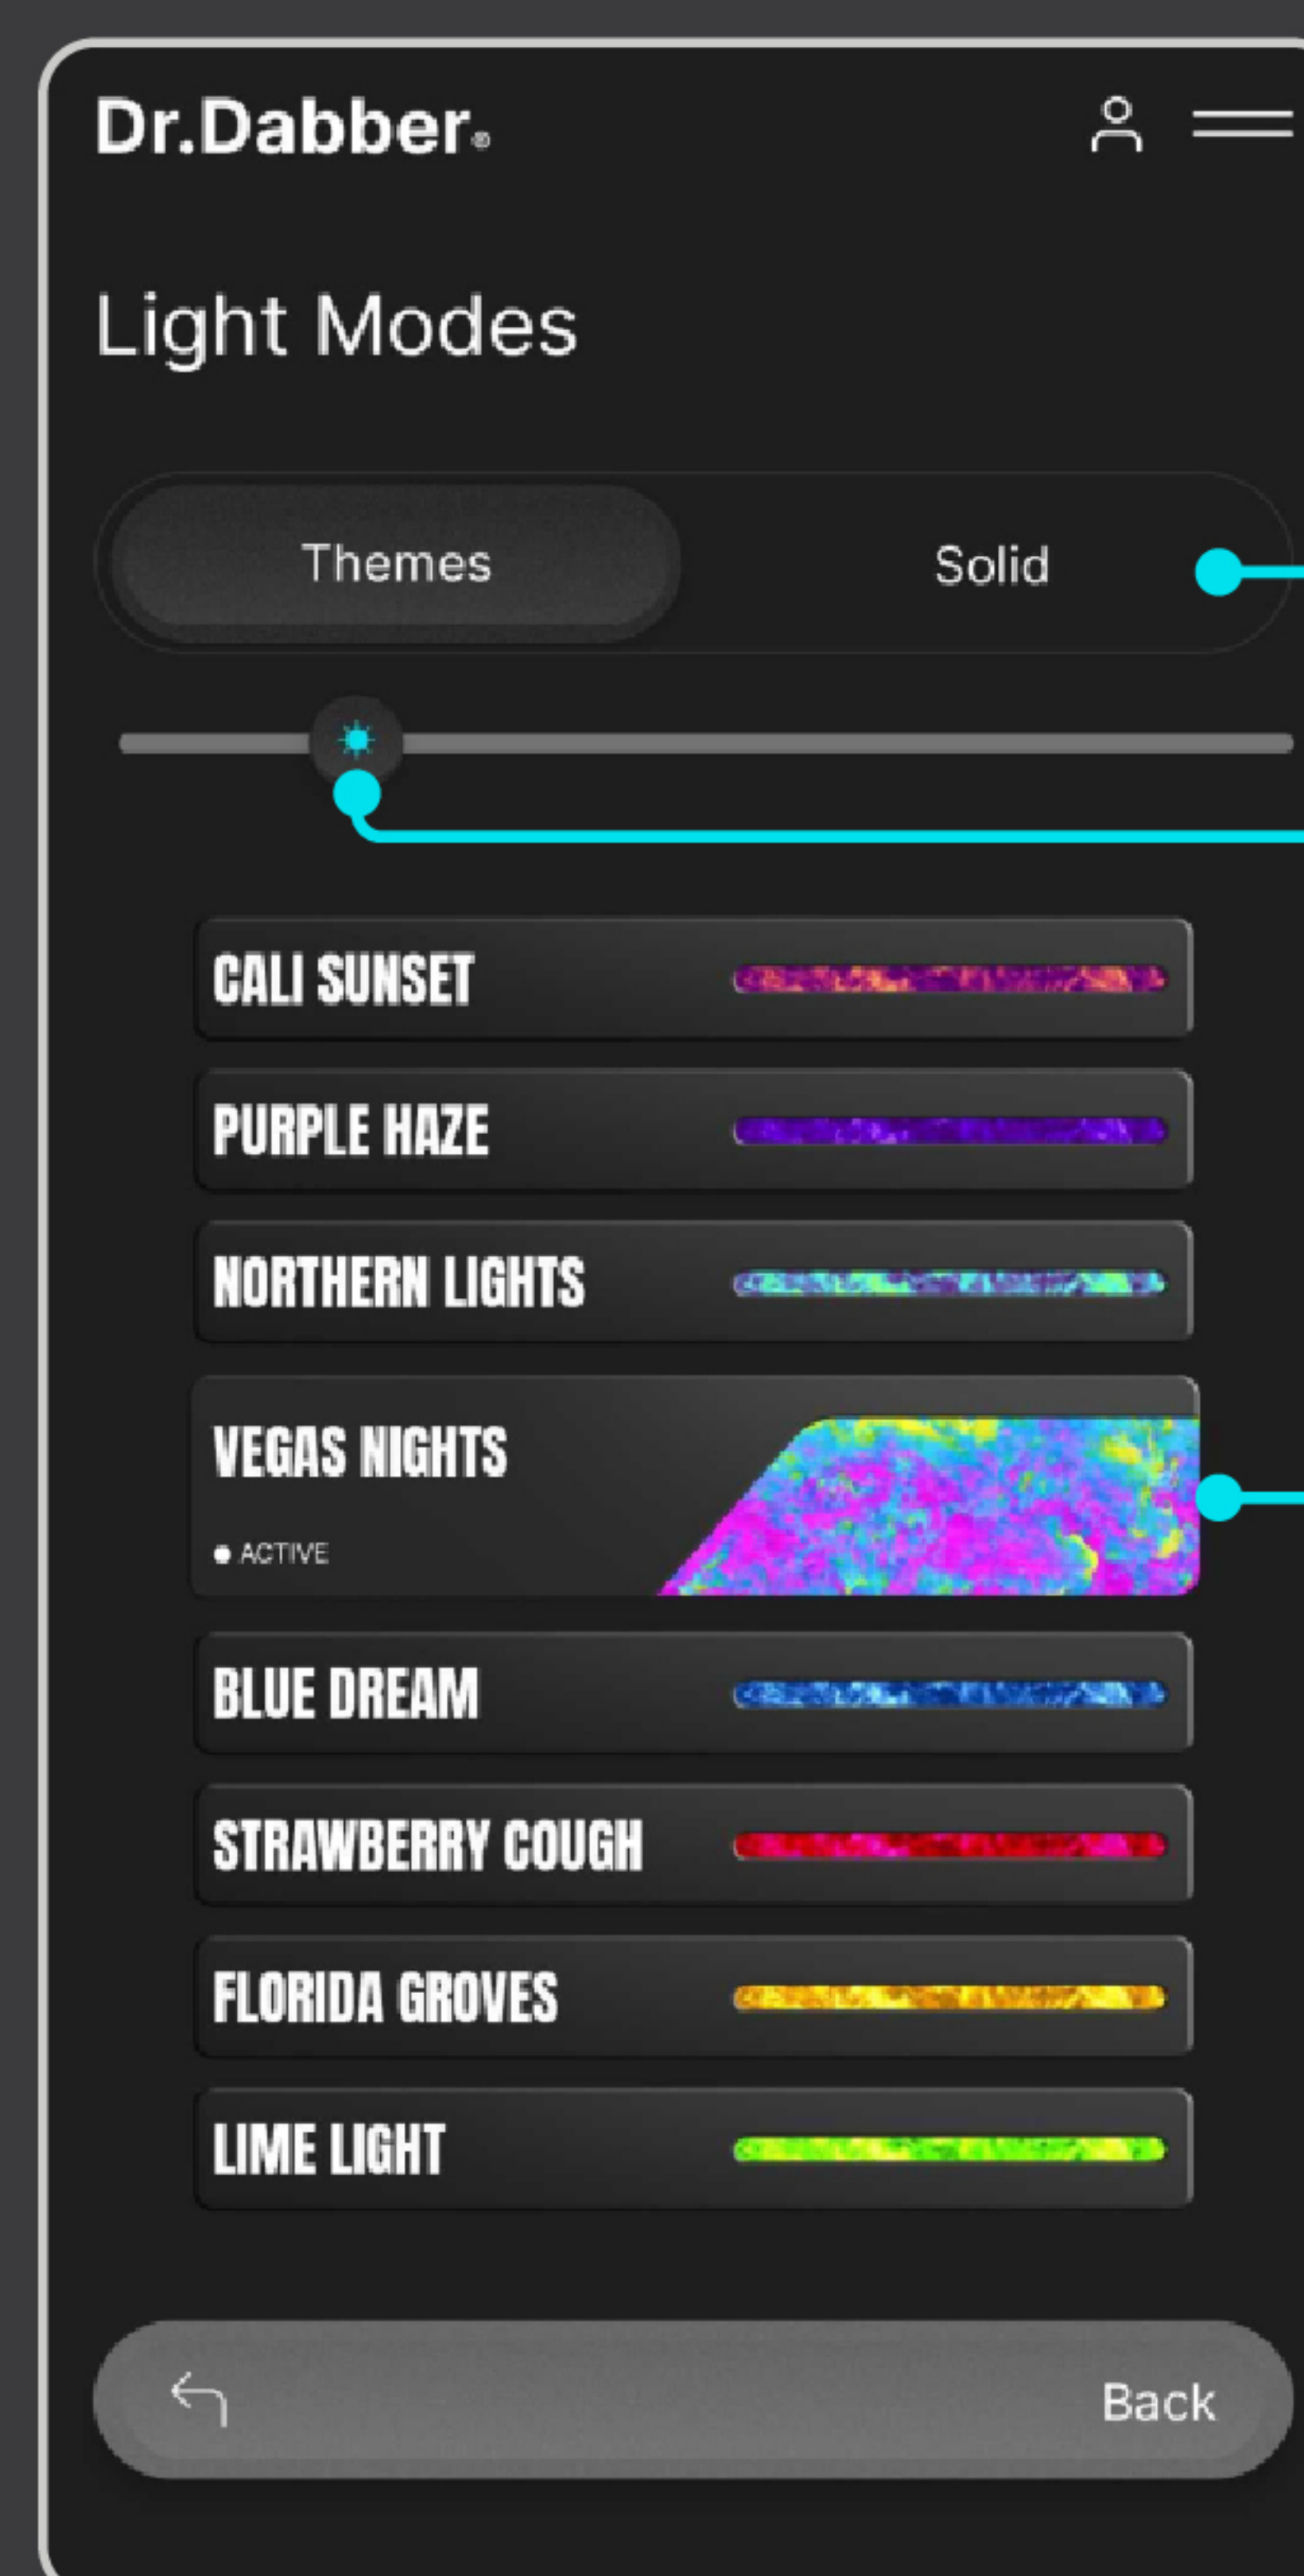 Dr.Dabber®
Light Modes
Themes
Solid
CALI SUNSET
PURPLE HAZE
NORTHERN LIGHTS
VEGAS NIGHTS
ACTIVE
BLUE DREAM
STRAWBERRY COUGH
FLORIDA GROVES
LIME LIGHT
Back